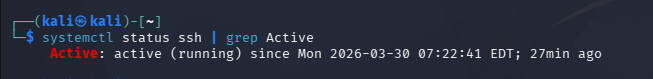 ┌──(kali㉿kali)-[~]
└─$ systemctl status ssh | grep Active
     Active: active (running) since Mon 2026-03-30 07:22:41 EDT; 27min ago